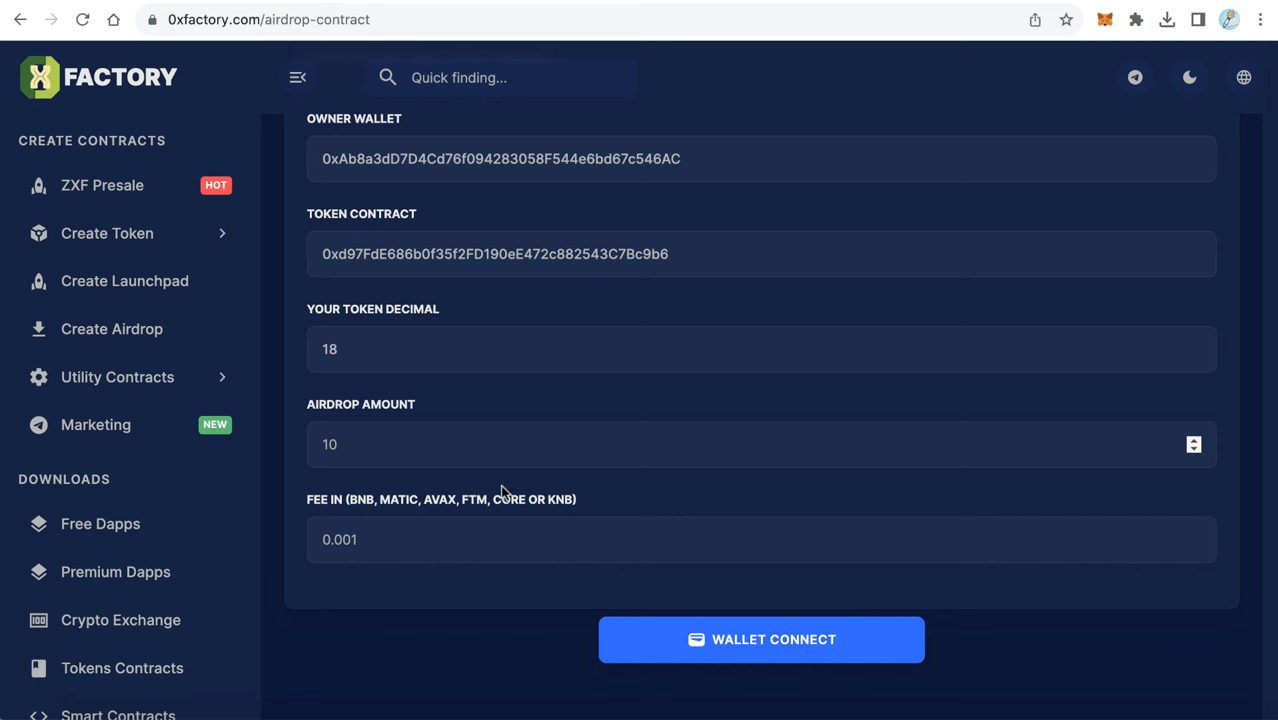 0xfactory.com/airdrop-contract
X FACTORY
Quick finding...
CREATE CONTRACTS
ZXF Presale HOT
Create Token
Create Launchpad
Create Airdrop
Utility Contracts
Marketing NEW
DOWNLOADS
Free Dapps
Premium Dapps
Crypto Exchange
Tokens Contracts
Smart Contracts
OWNER WALLET
0xAb8a3dD7D4Cd76f094283058F544e6bd67c546AC
TOKEN CONTRACT
0xd97FdE686b0f35f2FD190eE472c882543C7Bc9b6
YOUR TOKEN DECIMAL
18
AIRDROP AMOUNT
10
FEE IN (BNB, MATIC, AVAX, FTM, CORE OR KNB)
0.001
WALLET CONNECT